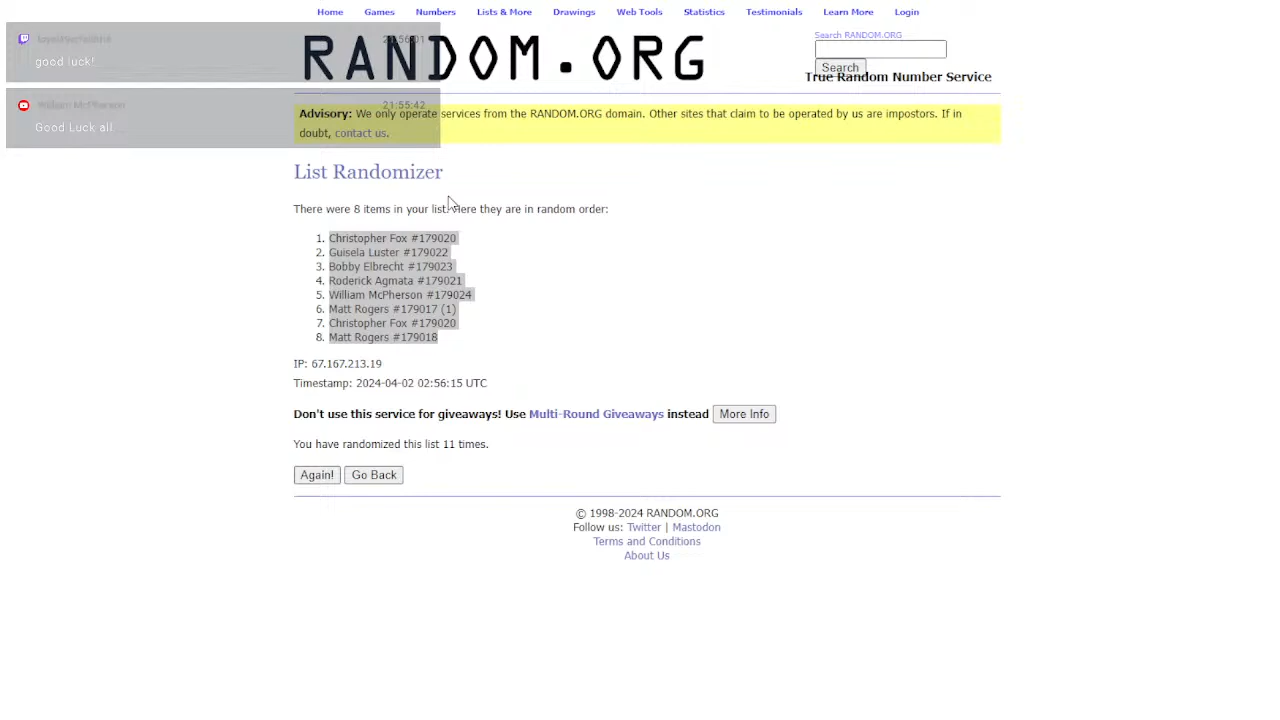 Home Games Numbers Lists & More Drawings Web Tools Statistics Testimonials Learn More Login
21:56:01
good luck!
William McPherson 21:55:42
Good Luck all
RANDOM.ORG
Search RANDOM.ORG
Search
True Random Number Service
Advisory: We only operate services from the RANDOM.ORG domain. Other sites that claim to be operated by us are impostors. If in
doubt, contact us.
List Randomizer
There were 8 items in your list. Here they are in random order:
1. Christopher Fox #179020
2. Guisela Luster #179022
3. Bobby Elbrecht #179023
4. Roderick Agmata #179021
5. William McPherson #179024
6. Matt Rogers #179017 (1)
7. Christopher Fox #179020
8. Matt Rogers #179018
IP: 67.167.213.19
Timestamp: 2024-04-02 02:56:15 UTC
Don't use this service for giveaways! Use Multi-Round Giveaways instead More Info
You have randomized this list 11 times.
Again! Go Back
© 1998-2024 RANDOM.ORG
Follow us: Twitter | Mastodon
Terms and Conditions
About Us